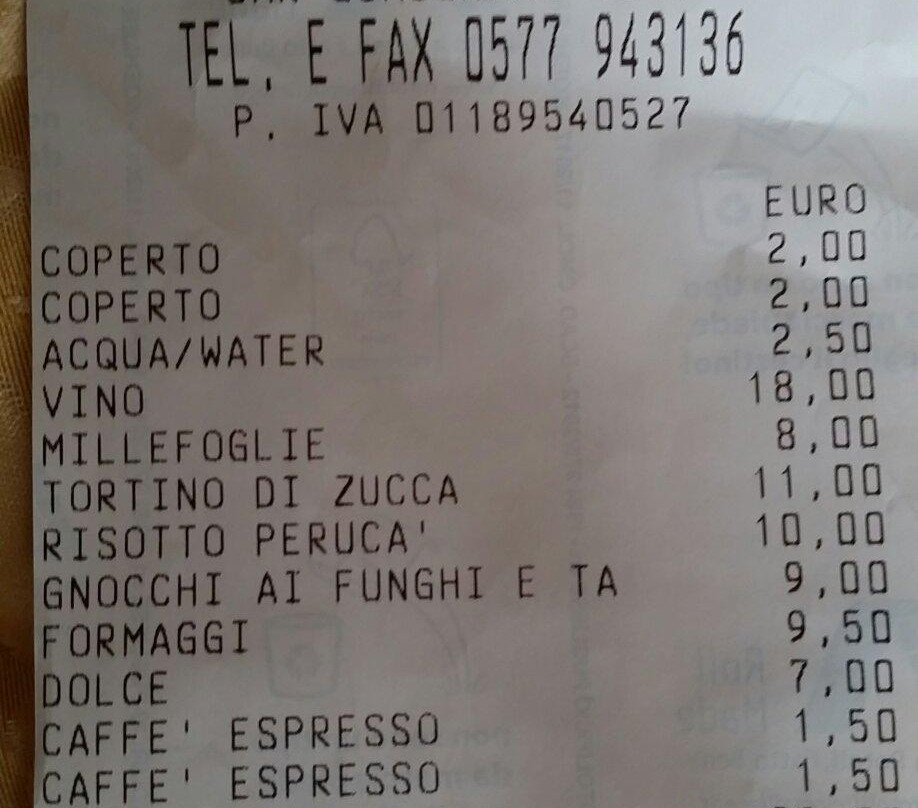 TEL. E FAX 0577 943136
P. IVA 01189540527
EURO
COPERTO 2,00
COPERTO 2,00
ACQUA/WATER 2,50
VINO 18,00
MILLEFOGLIE 8,00
TORTINO DI ZUCCA 11,00
RISOTTO PERUCA' 10,00
GNOCCHI AI FUNGHI E TA 9,00
FORMAGGI 9,50
DOLCE 7,00
CAFFE' ESPRESSO 1,50
CAFFE' ESPRESSO 1,50